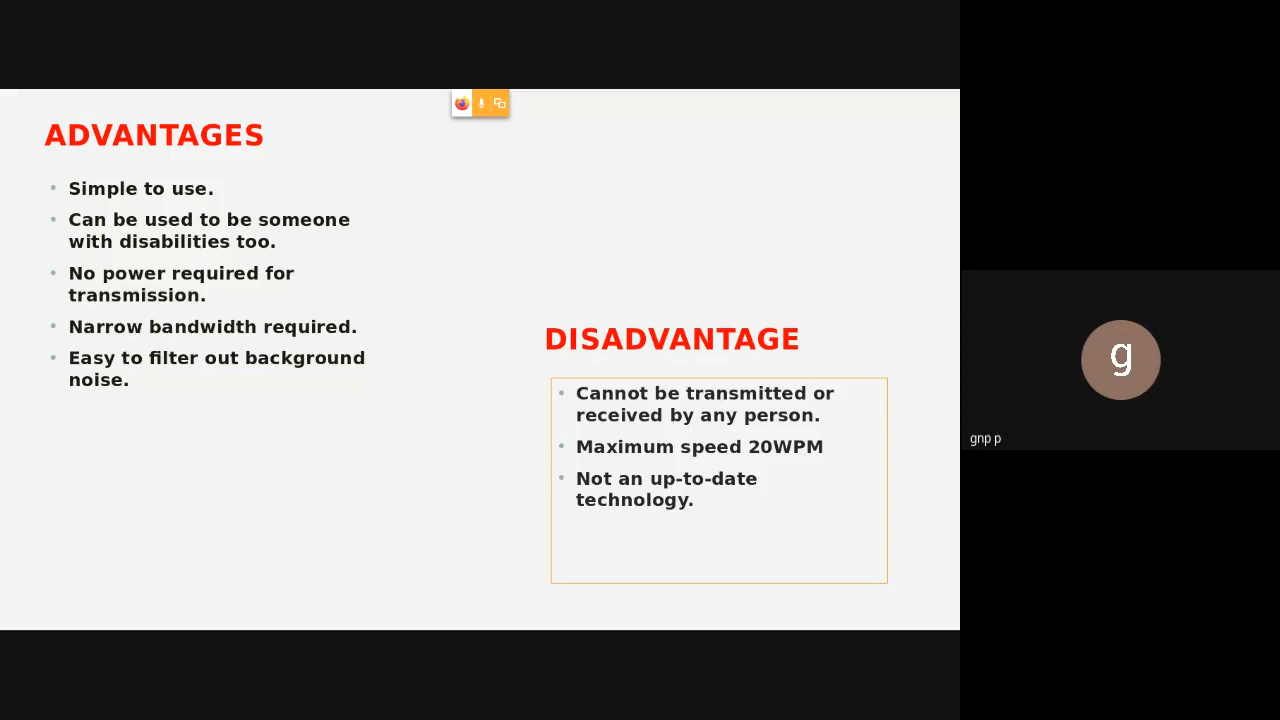 ADVANTAGES
Simple to use.
Can be used to be someone
with disabilities too.
No power required for
transmission.
Narrow bandwidth required.
Easy to filter out background
noise.
DISADVANTAGE
Cannot be transmitted or
received by any person.
Maximum speed 20WPM
Not an up-to-date
technology.
g
gnp p